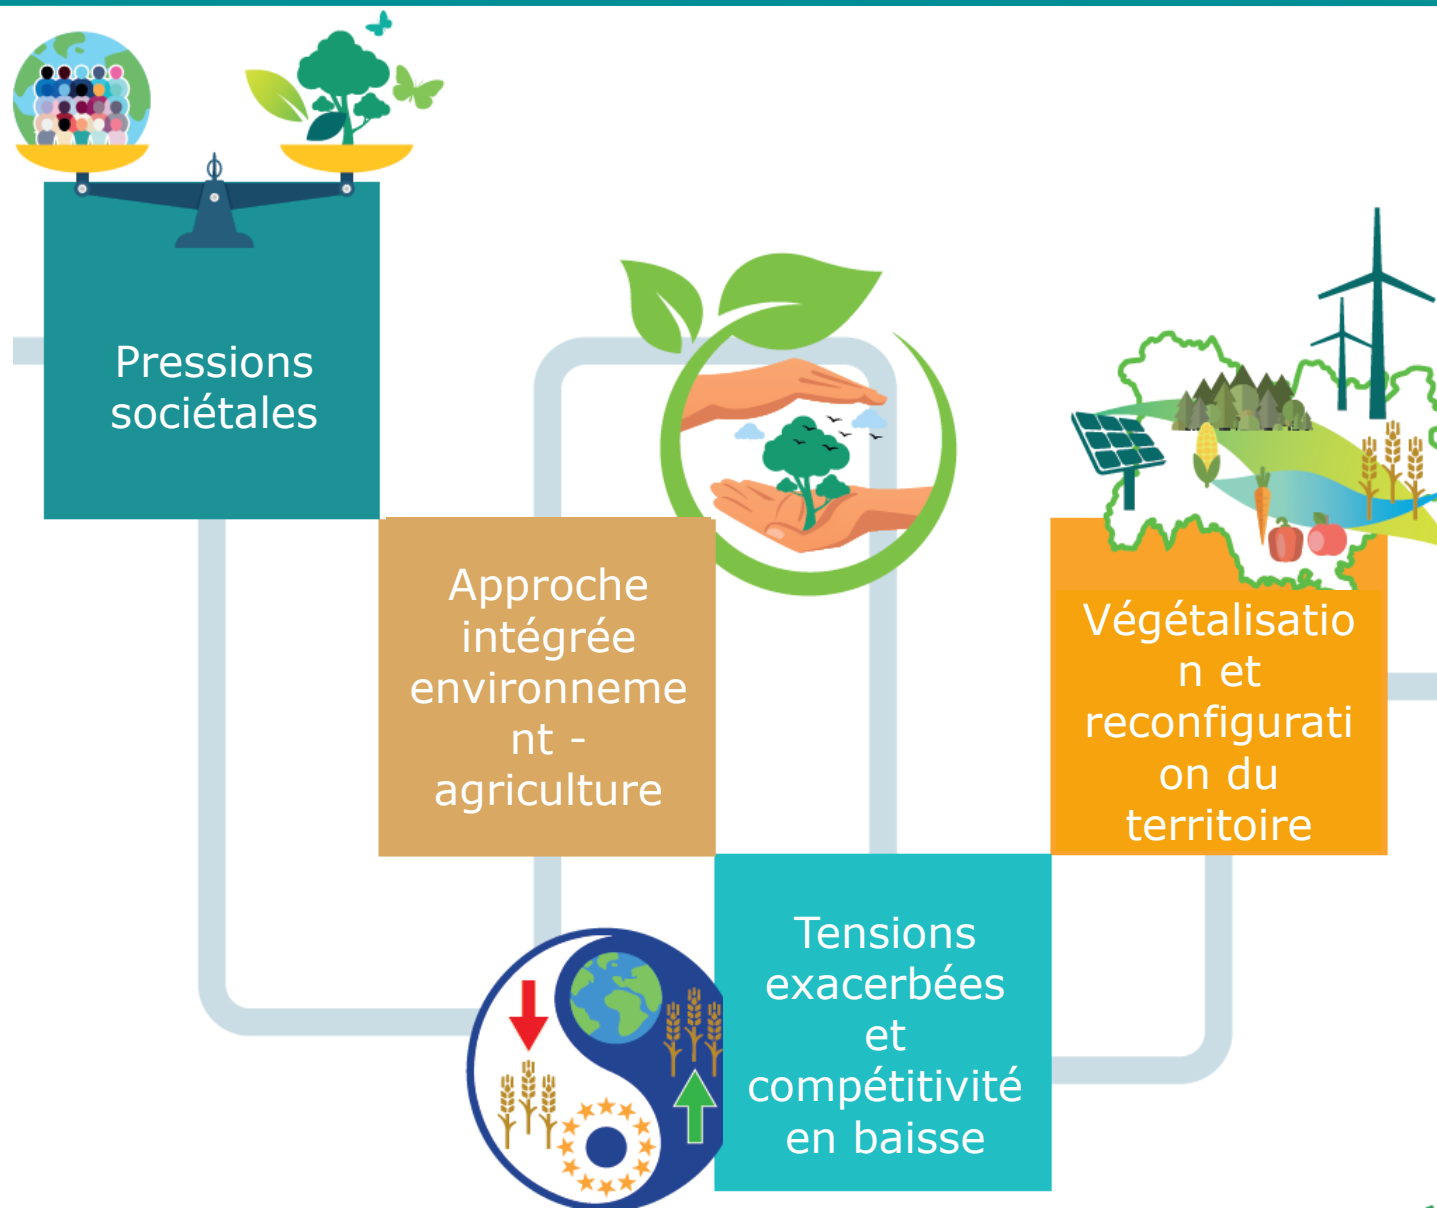 Pressions
sociétales
Approche
intégrée
environneme
nt -
agriculture
Végétalisatio
n et
reconfigurati
on du
territoire
Tensions
exacerbées
et
compétitivité
en baisse